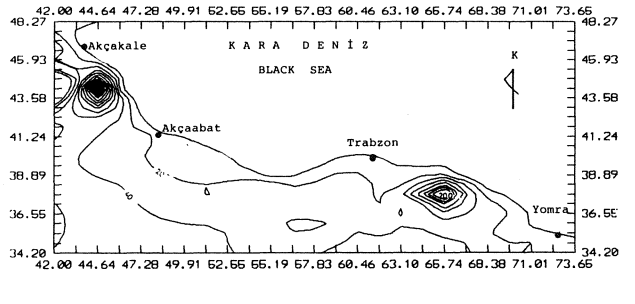 42.00 44.64 47.28 49.91 52.55 55.19 57.83 60.46 63.10 65.74 68.38 71.01 73.65
48.27 48.27
Akçakale
KARA DENİZ
K
45.93 45.93
BLACK SEA
43.58 43.58
Akçaabat
41.24 41.24
Trabzon
38.89 38.89
200
Yomra
36.55 36.55
34.20 34.20
42.00 44.64 47.28 49.91 52.55 55.19 57.83 60.46 63.10 65.74 68.38 71.01 73.65